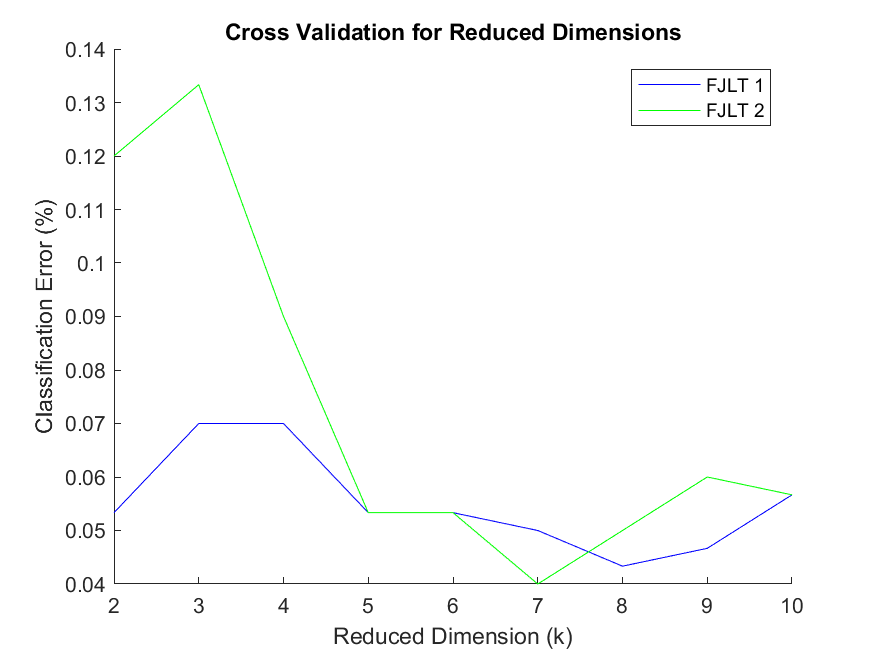 Cross Validation for Reduced Dimensions
FJLT 1
FJLT 2
Classification Error (%)
0.14
0.13
0.12
0.11
0.1
0.09
0.08
0.07
0.06
0.05
0.04
2 3 4 5 6 7 8 9 10
Reduced Dimension (k)